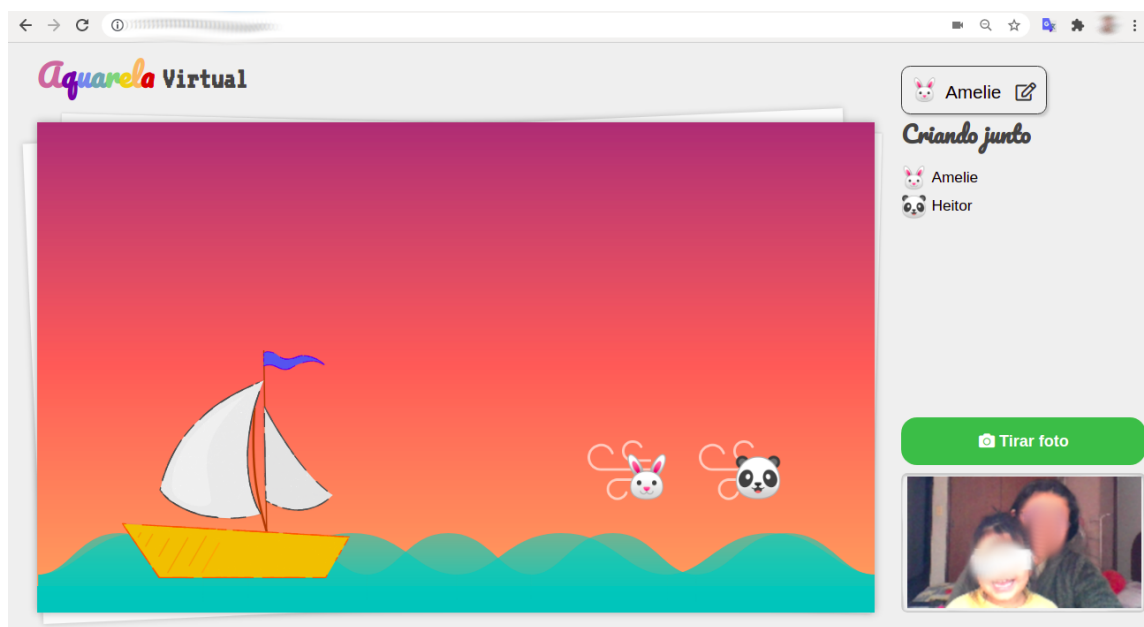 Aquarela Virtual
Amelie
Criando junto
Amelie
Heitor
Tirar foto